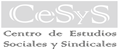 CeSyS
Centro de Estudios
Sociales y Sindicales